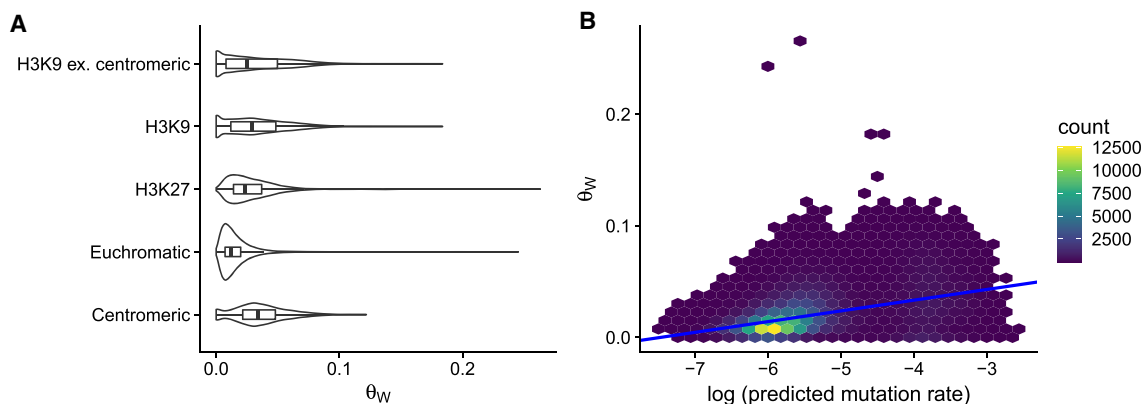 A
H3K9 ex. centromeric
H3K9
H3K27
Euchromatic
Centromeric
0.0 0.1 0.2
θW
B
θW
0.2
0.1
0.0
−7 −6 −5 −4 −3
log (predicted mutation rate)
count
12500
10000
7500
5000
2500